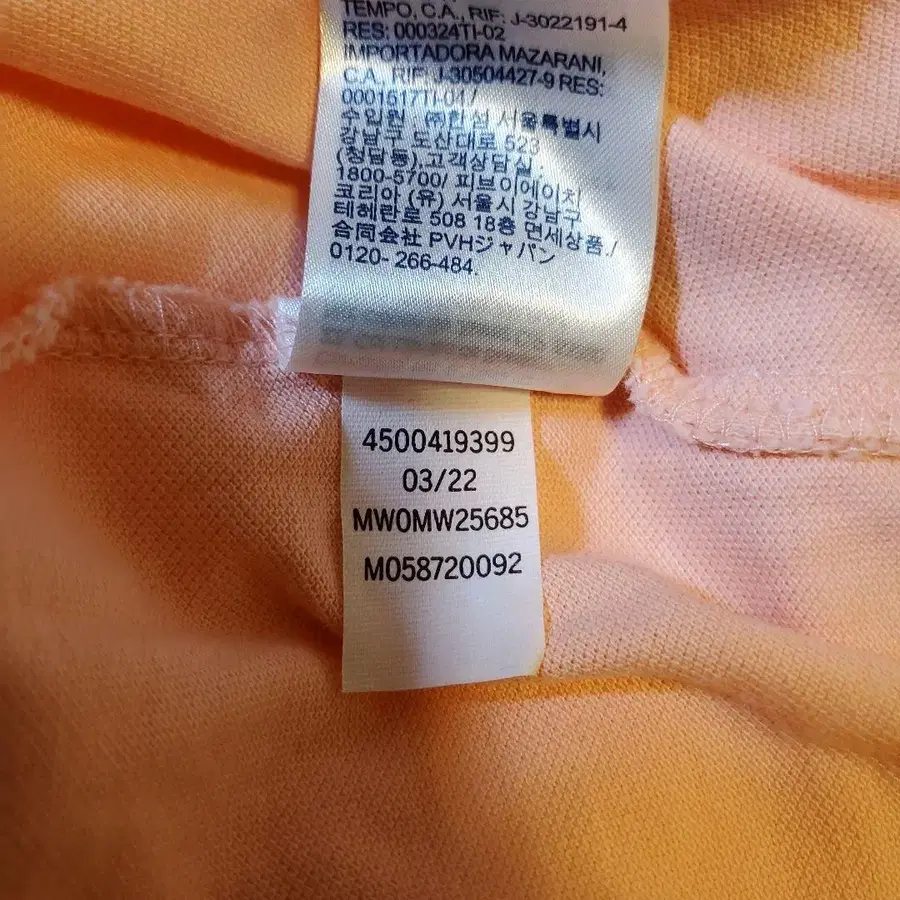 TEMPO, C.A., RIF: J-3022191-4
RES: 000324TI-02
IMPORTADORA MAZARANI,
C.A., RIF: J-30504427-9 RES:
0001517TI-04 /
수입원 : ㈜한성 서울특별시
강남구 도산대로 523
(청담동),고객상담실.
1800-5700/ 피브이에이치
코리아 (유) 서울시 강남구
테헤란로 508 18층 면세상품./
合同会社 PVHジャパン
0120- 266-484.
4500419399
03/22
MW0MW25685
M058720092